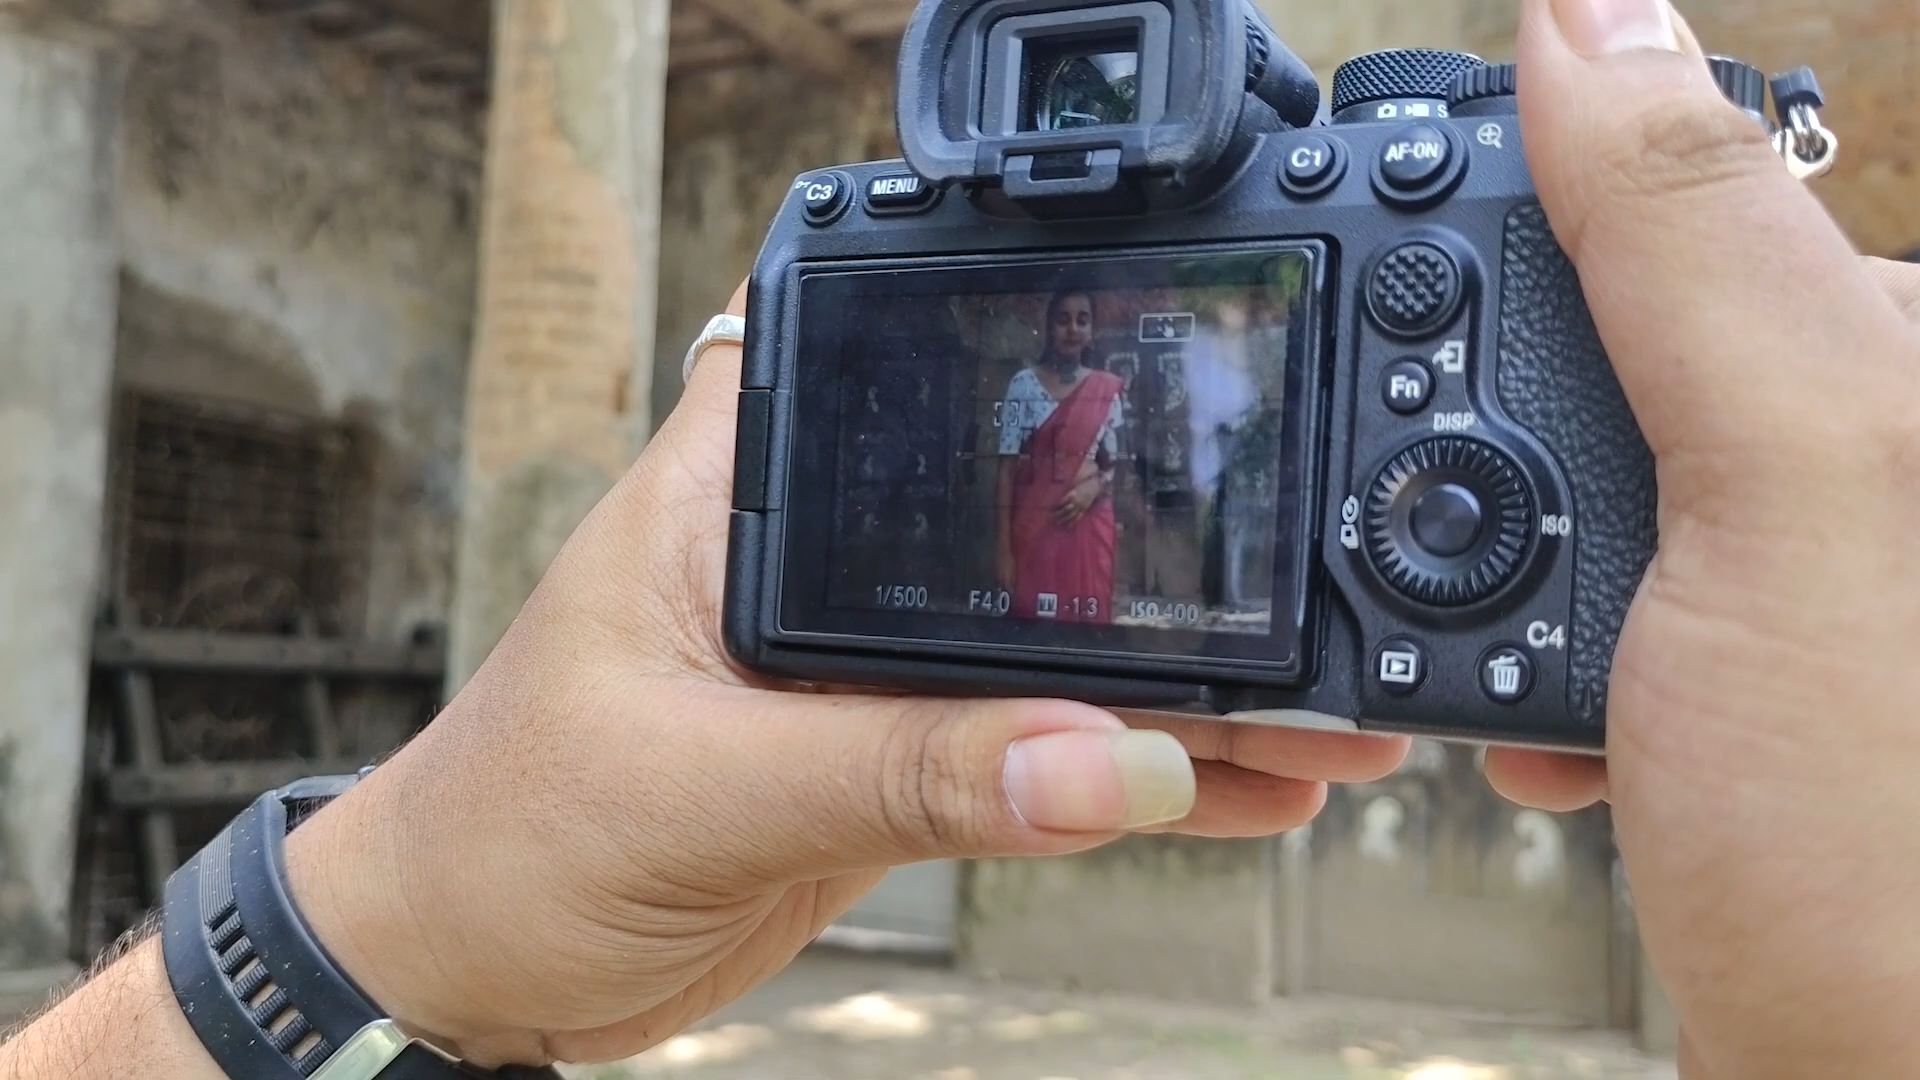 S
C3
MENU
C1
AF-ON
Fn
DISP
ISO
1/500 F4.0 -1.3 ISO 400
C4